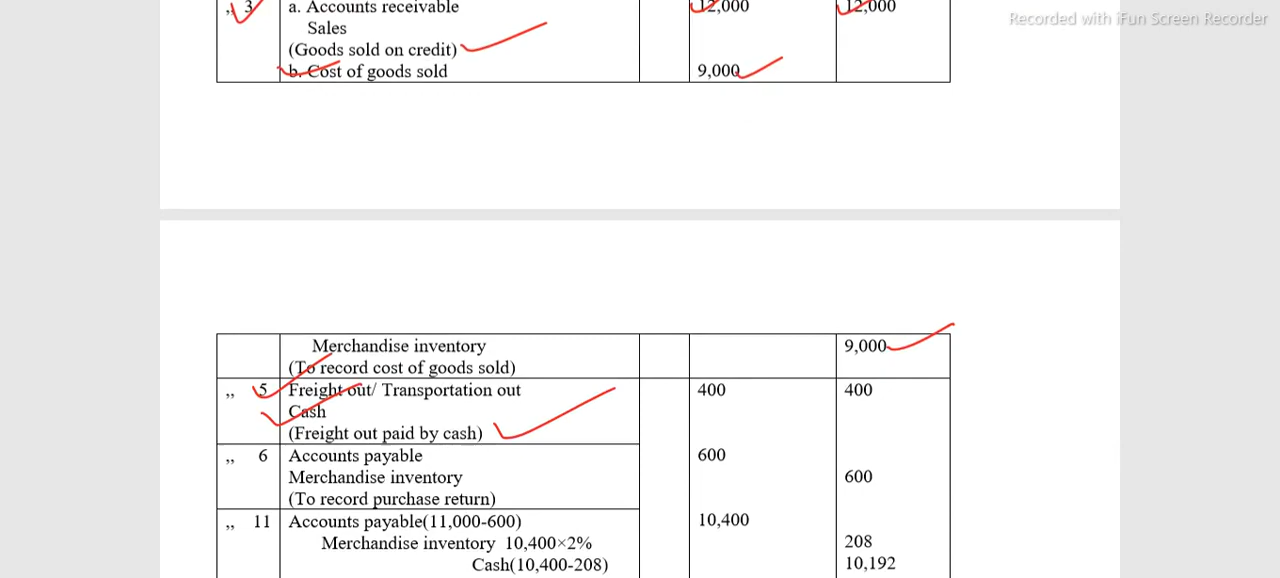 ,, 3 a. Accounts receivable 12,000 12,000
Recorded with iFun Screen Recorder
Sales
(Goods sold on credit)
b. Cost of goods sold 9,000
Merchandise inventory 9,000
(To record cost of goods sold)
,, 5 Freight out/ Transportation out 400 400
Cash
(Freight out paid by cash)
,, 6 Accounts payable 600
Merchandise inventory 600
(To record purchase return)
,, 11 Accounts payable(11,000-600) 10,400
Merchandise inventory 10,400×2% 208
Cash(10,400-208) 10,192